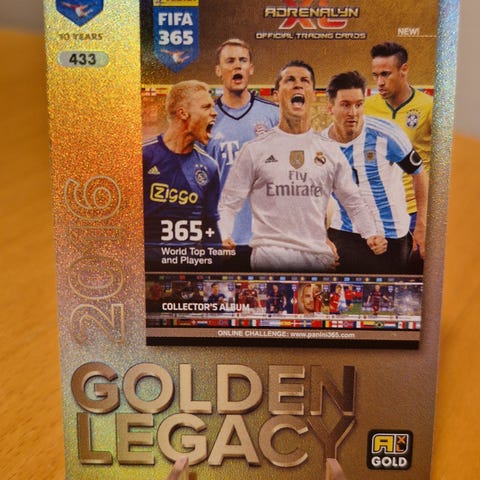 FIFA
365
ADRENALYN
XL
OFFICIAL TRADING CARDS
NEW!
10 YEARS
433
2016
Ziggo
Fly
Emirates
365+
World Top Teams
and Players
COLLECTOR'S ALBUM
ONLINE CHALLENGE: www.panini365.com
GOLDEN
LEGACY
AXL
GOLD